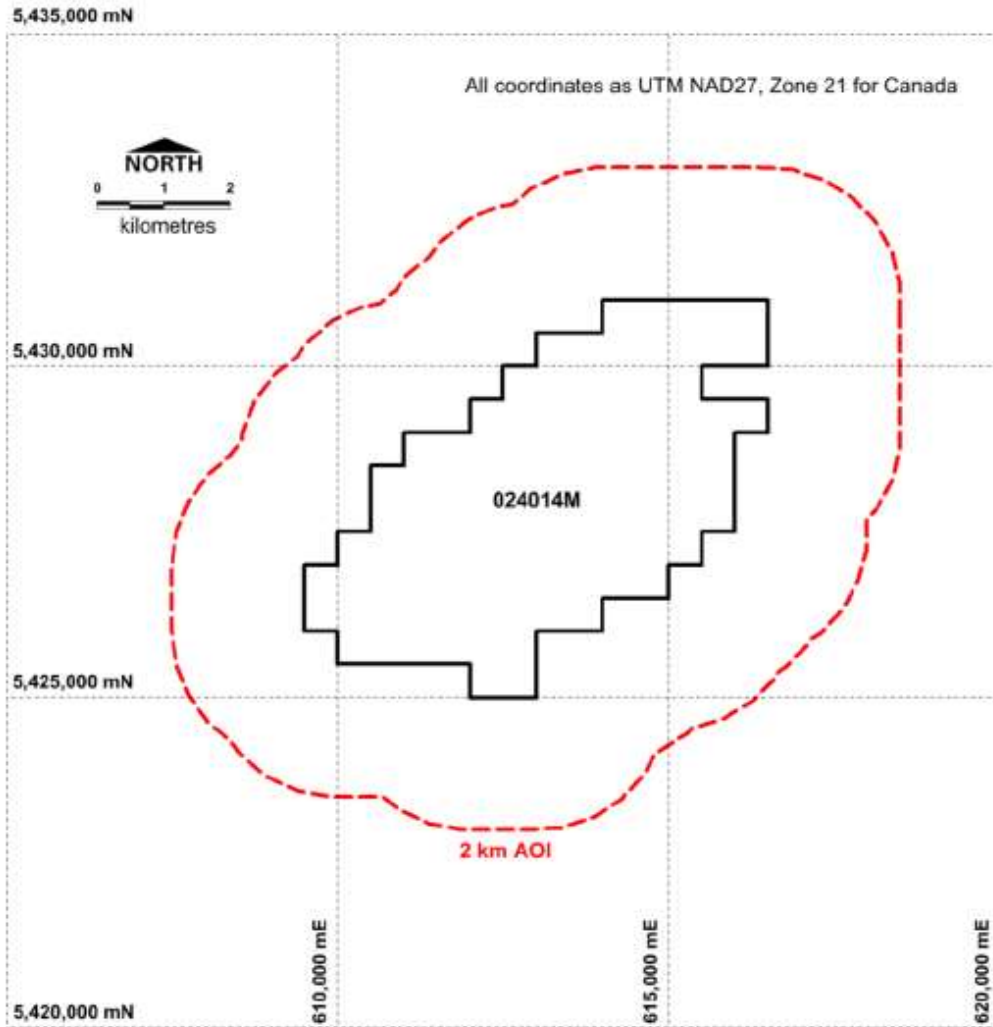 5,435,000 mN
All coordinates as UTM NAD27, Zone 21 for Canada
NORTH
0 1 2
kilometres
5,430,000 mN
024014M
5,425,000 mN
2 km AOI
610,000 mE
615,000 mE
620,000 mE
5,420,000 mN